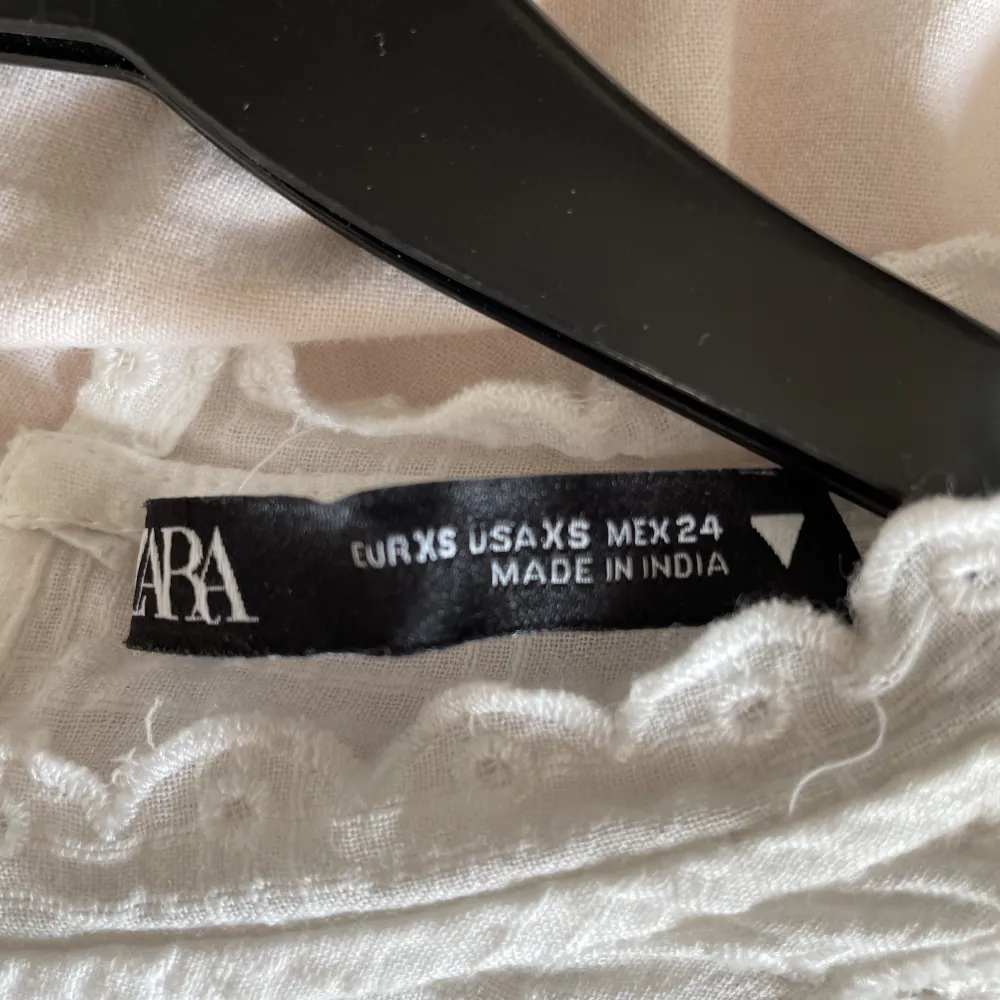 ZARA
EUR XS USA XS MEX 24
MADE IN INDIA